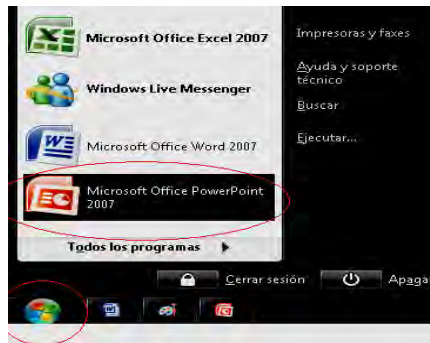 Microsoft Office Excel 2007
Windows Live Messenger
Microsoft Office Word 2007
Microsoft Office PowerPoint
2007
Todos los programas
Impresoras y faxes
Ayuda y soporte
técnico
Buscar
Ejecutar...
Cerrar sesión
Apaga